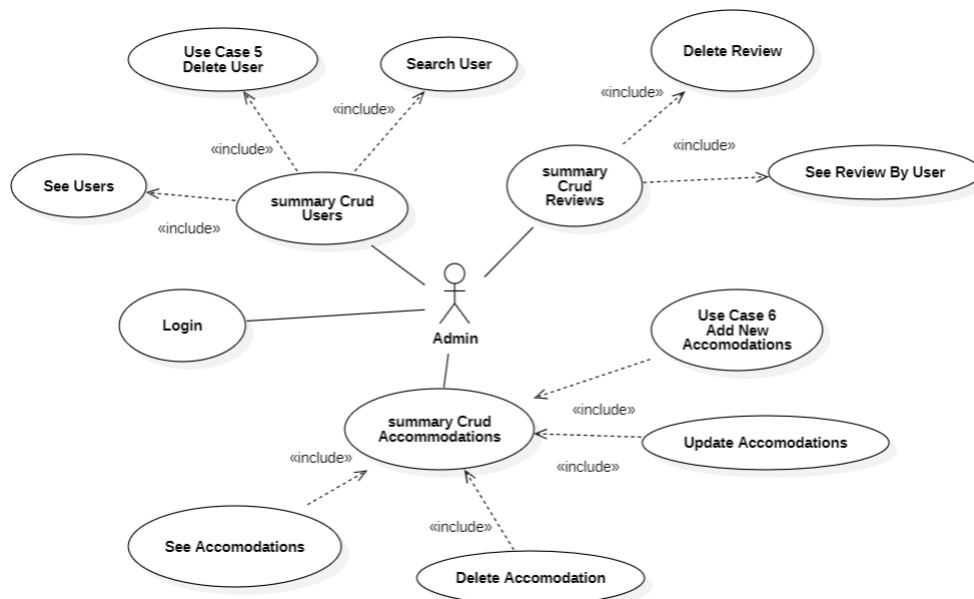 Use Case 5
Delete User
Search User
Delete Review
«include»
«include»
«include»
«include»
See Users
«include»
summary Crud
Users
summary
Crud
Reviews
See Review By User
Login
Admin
Use Case 6
Add New
Accomodations
summary Crud
Accommodations
«include»
Update Accomodations
«include»
«include»
See Accomodations
«include»
Delete Accomodation